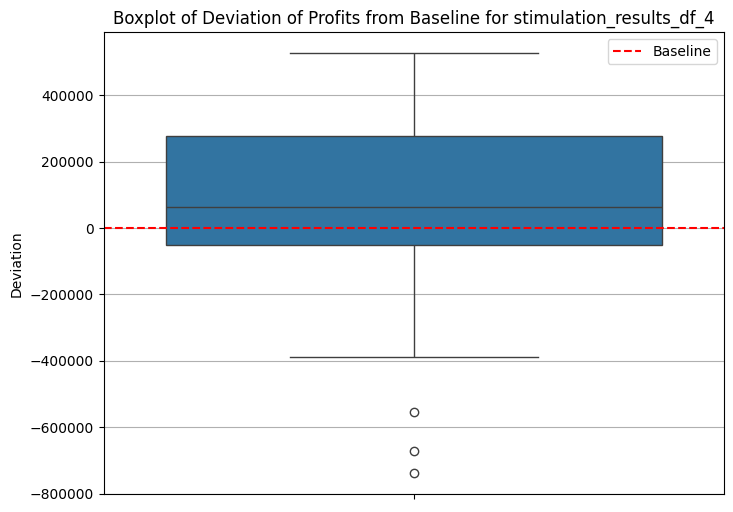 Boxplot of Deviation of Profits from Baseline for stimulation_results_df_4
Baseline
400000
200000
0
−200000
−400000
−600000
−800000
Deviation